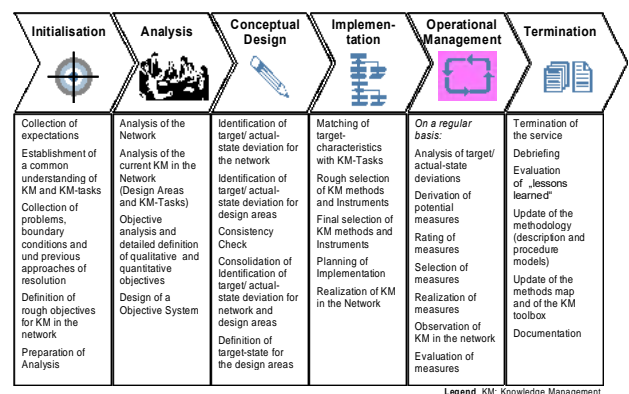 Initialisation
Analysis
Conceptual
Design
Implemen-
tation
Operational
Management
Termination
Collection of
expectations
Establishment of
a common
understanding of
KM and KM-tasks
Collection of
problems,
boundary
conditions and
und previous
approaches of
resolution
Definition of
rough objectives
for KM in the
network
Preparation of
Analysis
Analysis of the
Network
Analysis of the
current KM in the
Network
(Design Areas
and KM-Tasks)
Objective
analysis and
detailed definition
of qualitative and
quantitative
objectives
Design of a
Objective System
Identification of
target/ actual-
state deviation for
the network
Identification of
target/ actual-
state deviation for
design areas
Consistency
Check
Consolidation of
Identification of
target/ actual-
state deviation for
network and
design areas
Definition of
target-state for
the design areas
Matching of
target-
characteristics
with KM-Tasks
Rough selection
of KM methods
and Instruments
Final selection of
KM methods and
Instruments
Planning of
Implementation
Realization of KM
in the Network
On a regular
basis:
Analysis of target/
actual-state
deviations
Derivation of
potential
measures
Rating of
measures
Selection of
measures
Realization of
measures
Observation of
KM in the network
Evaluation of
measures
Termination of
the service
Debriefing
Evaluation
of „lessons
learned“
Update of the
methodology
(description and
procedure
models)
Update of the
methods map
and of the KM
toolbox
Documentation
Legend KM: Knowledge Management